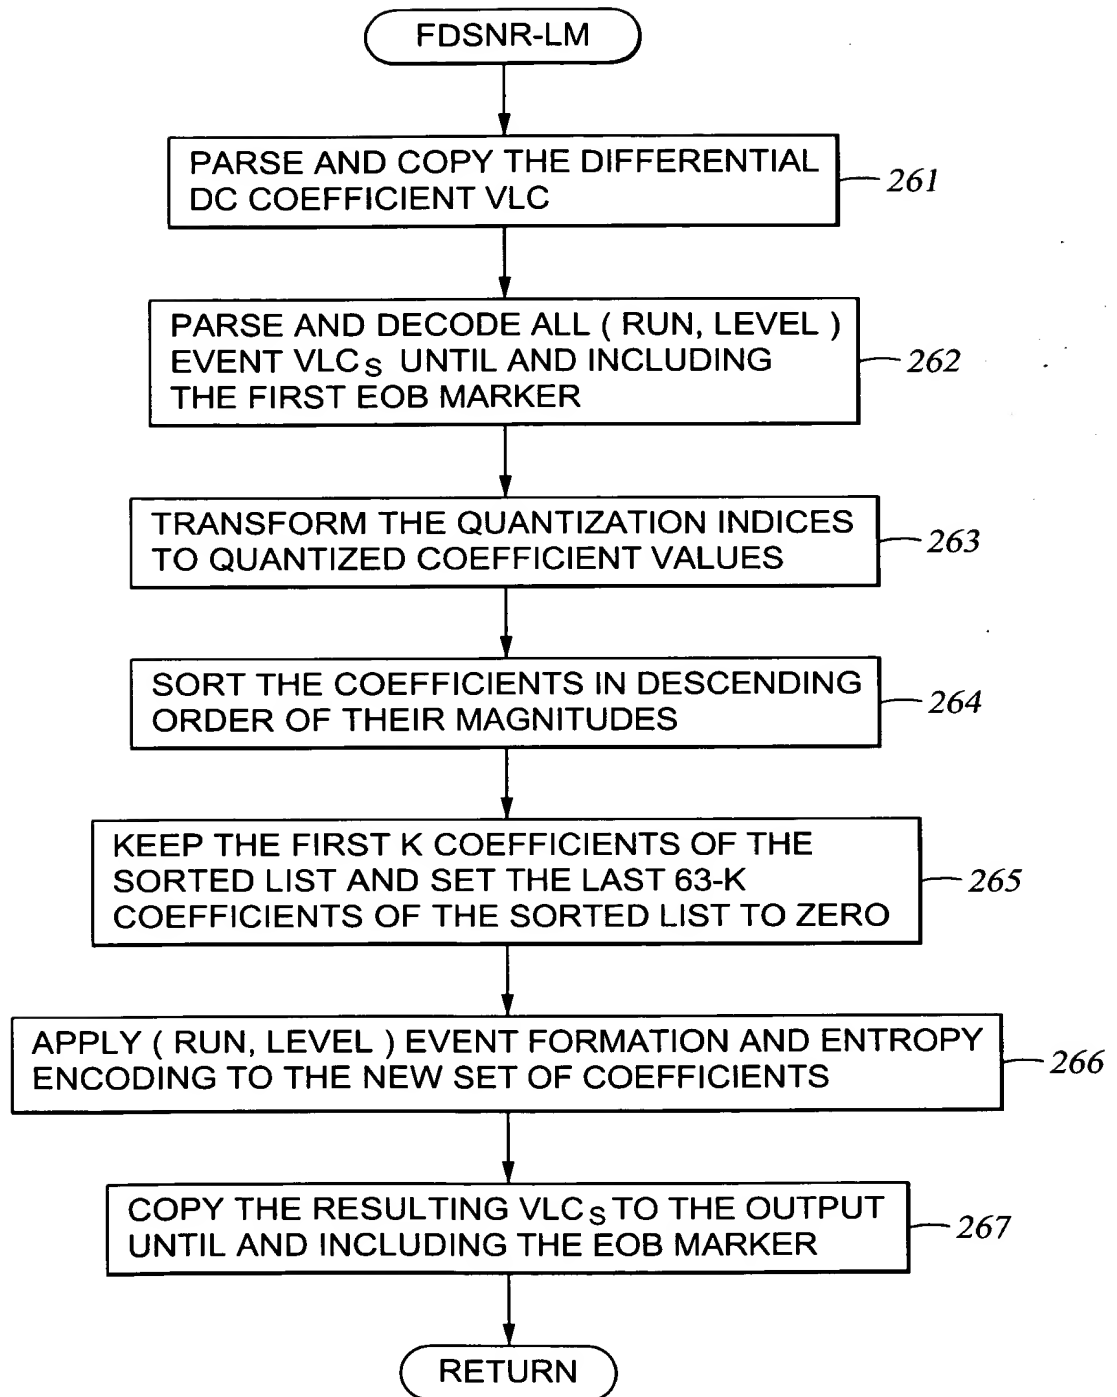 FDSNR-LM
PARSE AND COPY THE DIFFERENTIAL
DC COEFFICIENT VLC
261
PARSE AND DECODE ALL ( RUN, LEVEL )
EVENT VLCS UNTIL AND INCLUDING
THE FIRST EOB MARKER
262
TRANSFORM THE QUANTIZATION INDICES
TO QUANTIZED COEFFICIENT VALUES
263
SORT THE COEFFICIENTS IN DESCENDING
ORDER OF THEIR MAGNITUDES
264
KEEP THE FIRST K COEFFICIENTS OF THE
SORTED LIST AND SET THE LAST 63-K
COEFFICIENTS OF THE SORTED LIST TO ZERO
265
APPLY ( RUN, LEVEL ) EVENT FORMATION AND ENTROPY
ENCODING TO THE NEW SET OF COEFFICIENTS
266
COPY THE RESULTING VLCS TO THE OUTPUT
UNTIL AND INCLUDING THE EOB MARKER
267
RETURN